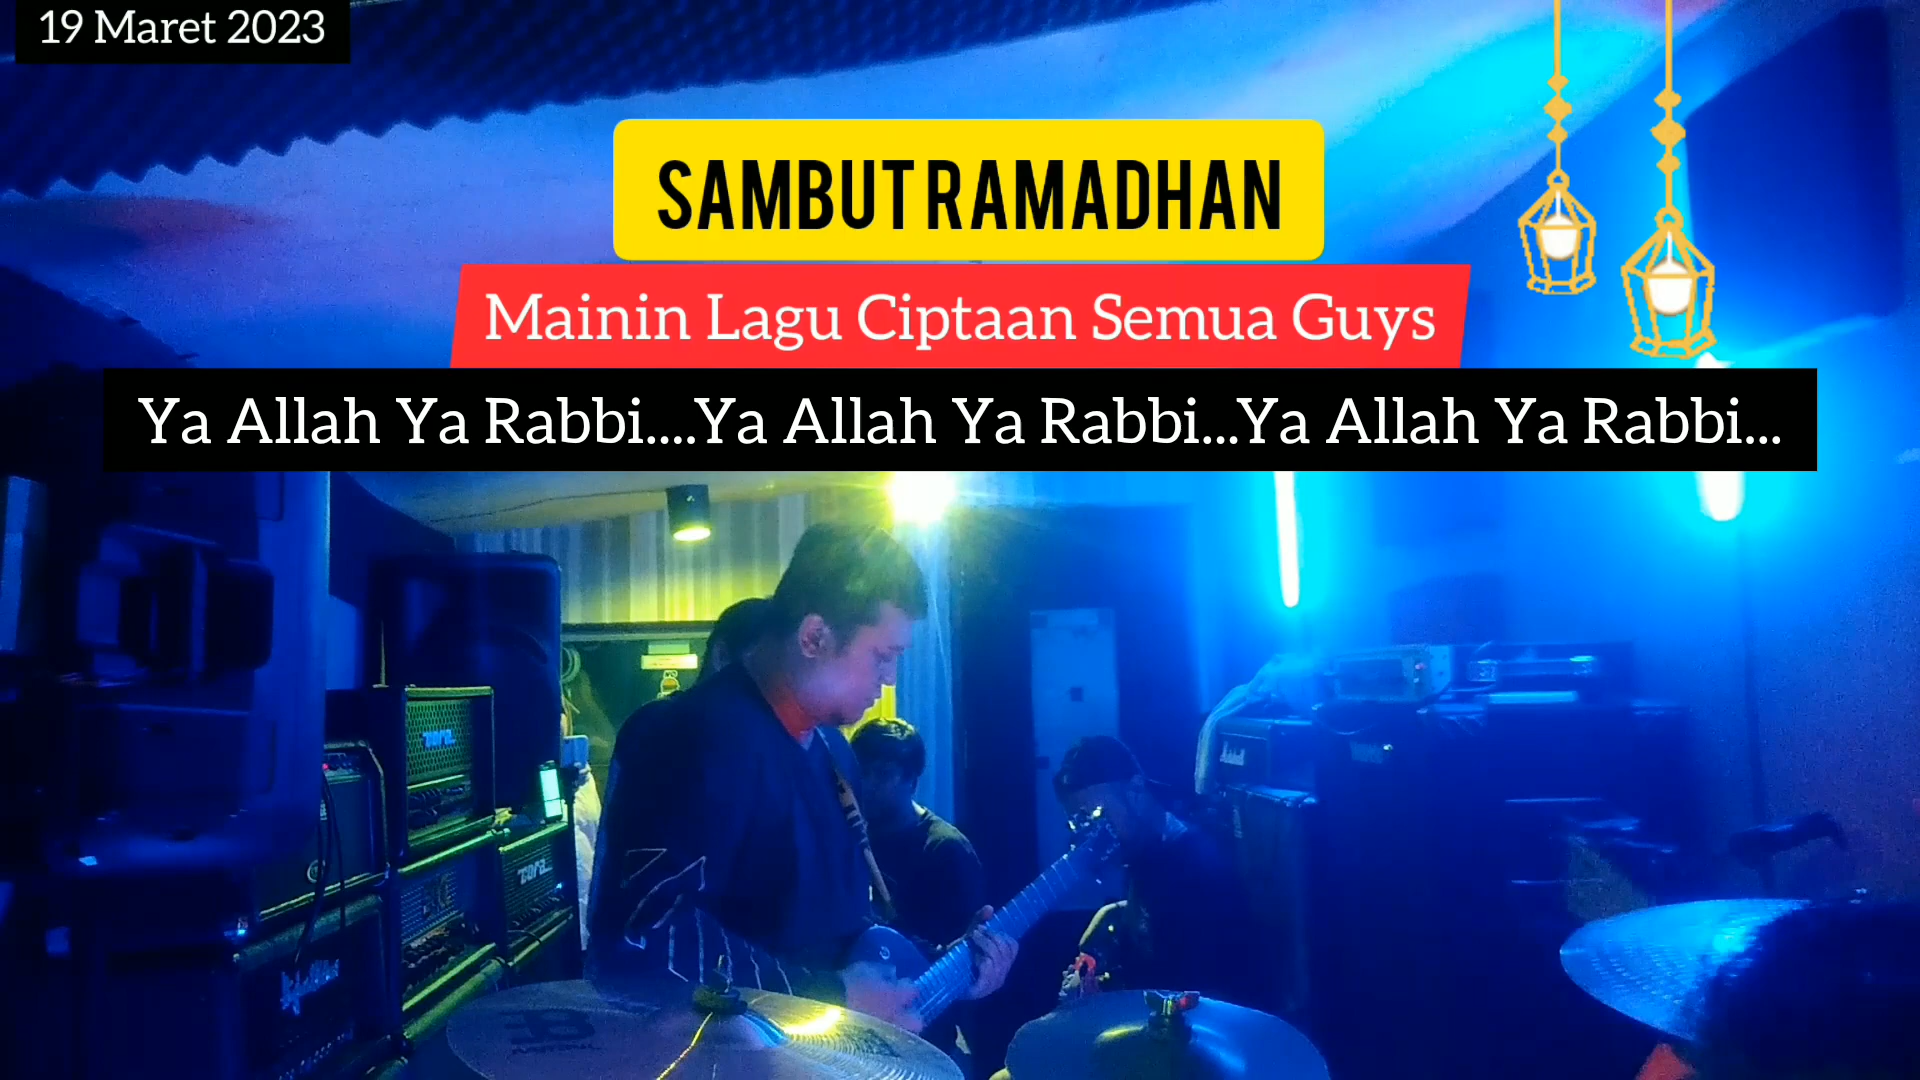 19 Maret 2023
SAMBUT RAMADHAN
Mainin Lagu Ciptaan Semua Guys
Ya Allah Ya Rabbi....Ya Allah Ya Rabbi...Ya Allah Ya Rabbi...
Marshall